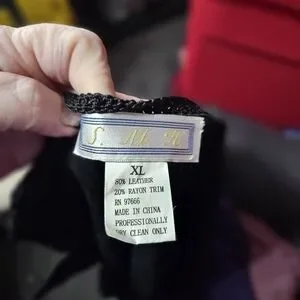 S. M. A
XL
80% LEATHER
20% RAYON TRIM
RN 97666
MADE IN CHINA
PROFESSIONALLY
DRY CLEAN ONLY